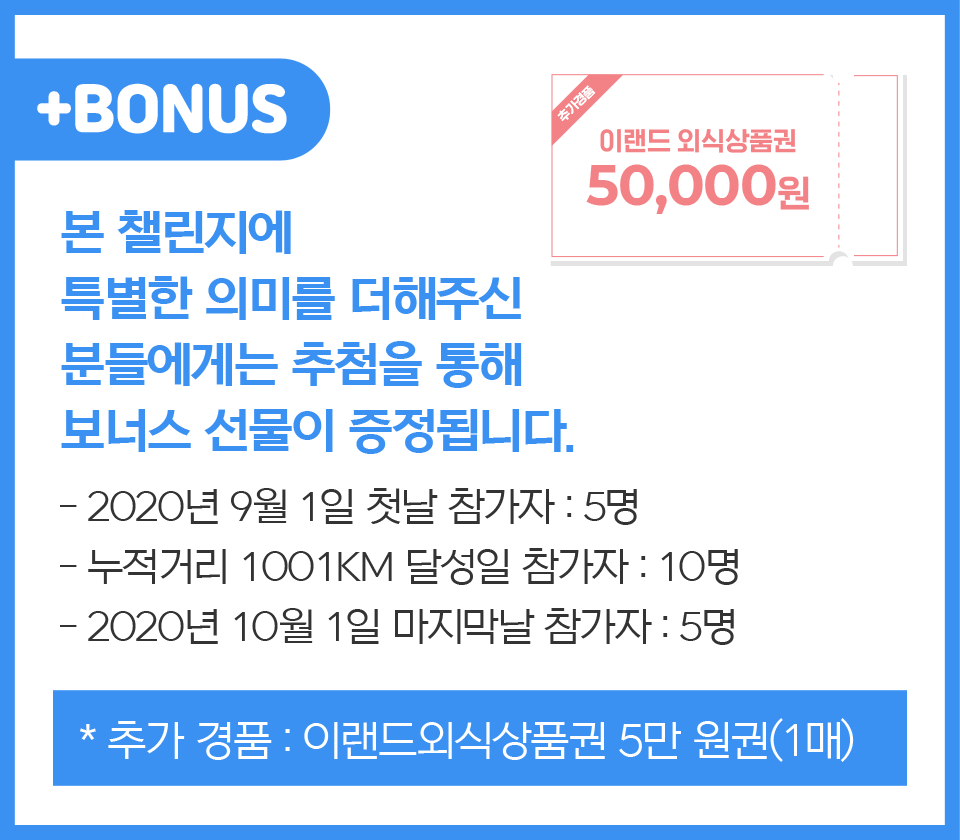 +BONUS
추가경품
이랜드 외식상품권
50,000원
본 챌린지에
특별한 의미를 더해주신
분들에게는 추첨을 통해
보너스 선물이 증정됩니다.
- 2020년 9월 1일 첫날 참가자 : 5명
- 누적거리 1001KM 달성일 참가자 : 10명
- 2020년 10월 1일 마지막날 참가자 : 5명
* 추가 경품 : 이랜드외식상품권 5만 원권(1매)